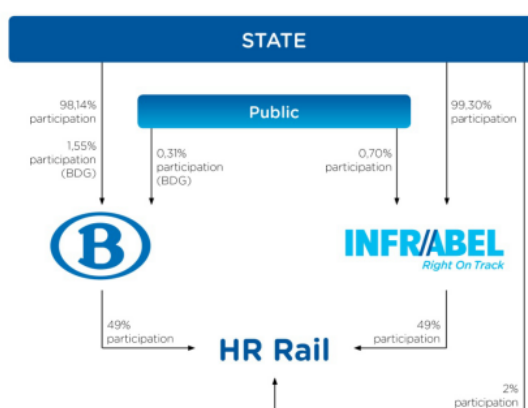 STATE
98,14%
participation
1,55%
participation
(BDG)
Public
99,30%
participation
0,31%
participation
(BDG)
0,70%
participation
B
INFRABEL
Right On Track
49%
participation
HR Rail
49%
participation
2%
participation